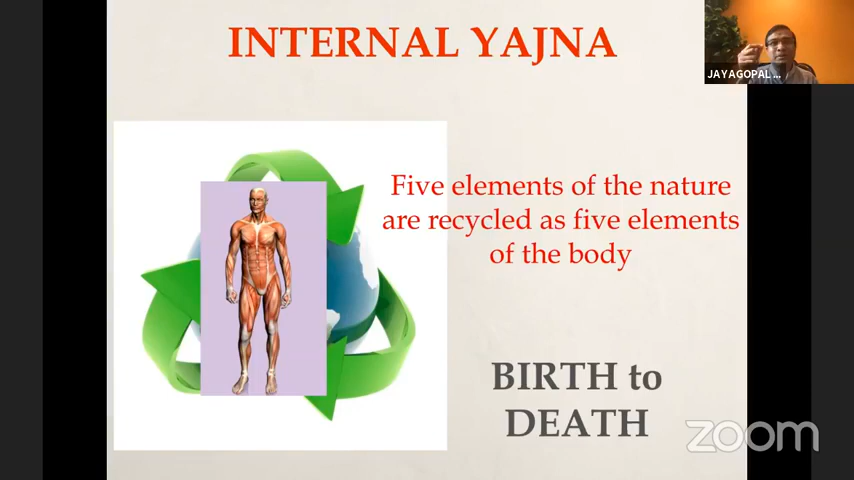 INTERNAL YAJNA
JAYAGOPAL...
Five elements of the nature
are recycled as five elements
of the body
BIRTH to
DEATH
zoom